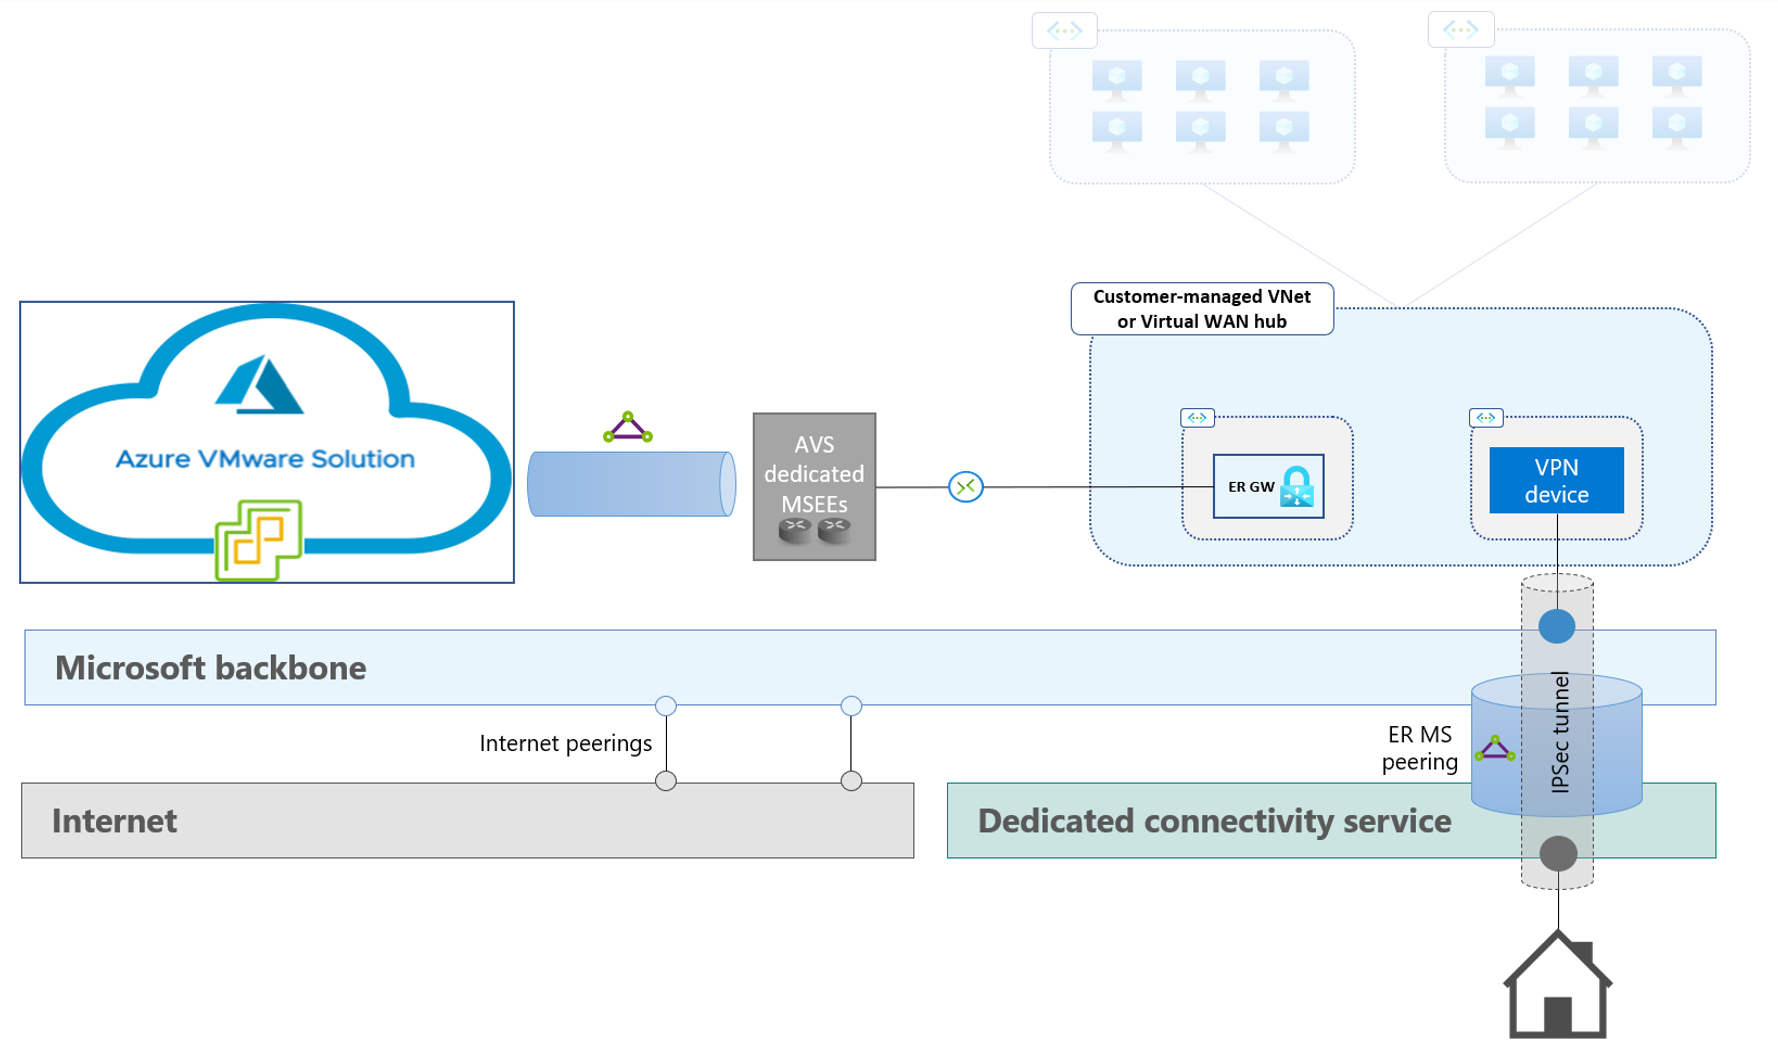 Customer-managed VNet
or Virtual WAN hub
Azure VMware Solution
AVS
dedicated
MSEEs
ER GW
VPN
device
Microsoft backbone
Internet peerings
ER MS
peering
IPSec tunnel
Internet
Dedicated connectivity service